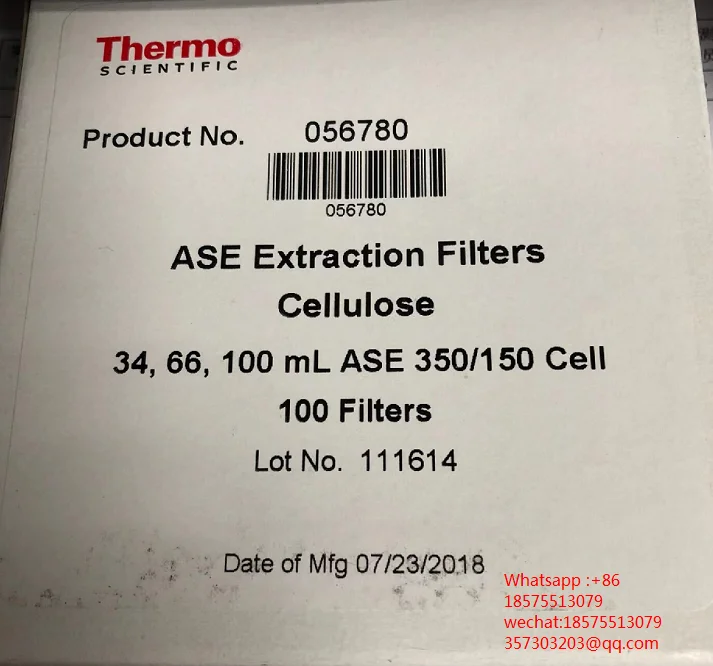 Thermo
SCIENTIFIC
Product No. 056780
056780
ASE Extraction Filters
Cellulose
34, 66, 100 mL ASE 350/150 Cell
100 Filters
Lot No. 111614
Date of Mfg 07/23/2018
Whatsapp :+86
18575513079
wechat:18575513079
357303203@qq.com